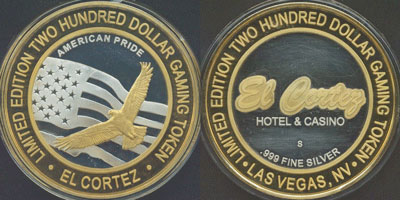 LIMITED EDITION TWO HUNDRED DOLLAR GAMING TOKEN
AMERICAN PRIDE
• EL CORTEZ •
LIMITED EDITION TWO HUNDRED DOLLAR GAMING TOKEN
El Cortez
HOTEL & CASINO
S
.999 FINE SILVER
• LAS VEGAS, NV •